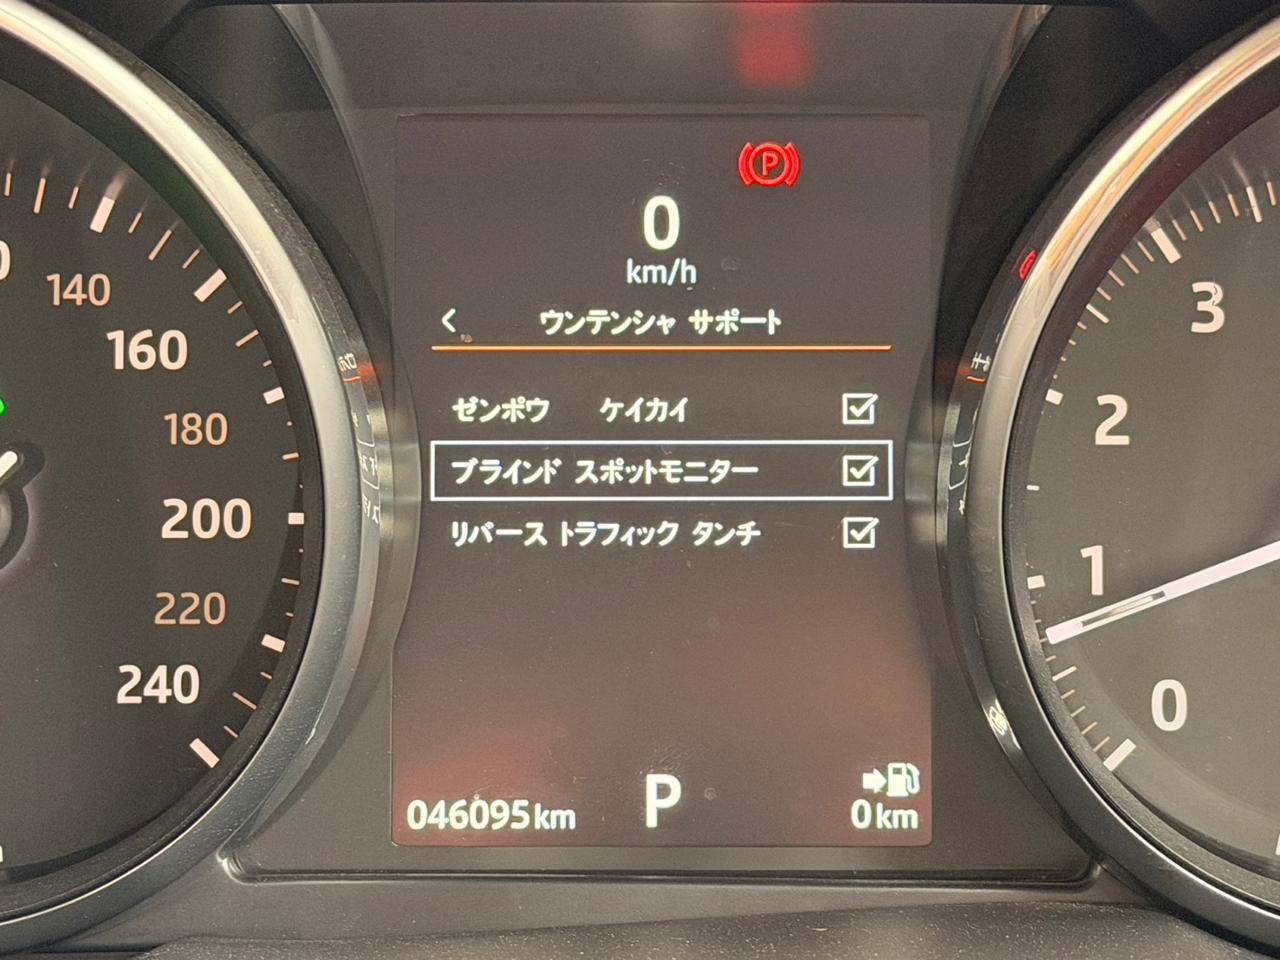 P
0
km/h
< ウンテンシャ サポート
ゼンポウ ケイカイ
ブラインド スポットモニター
リバース トラフィック タンチ
046095km
P
0km
140
160
180
200
220
240
3
2
1
0